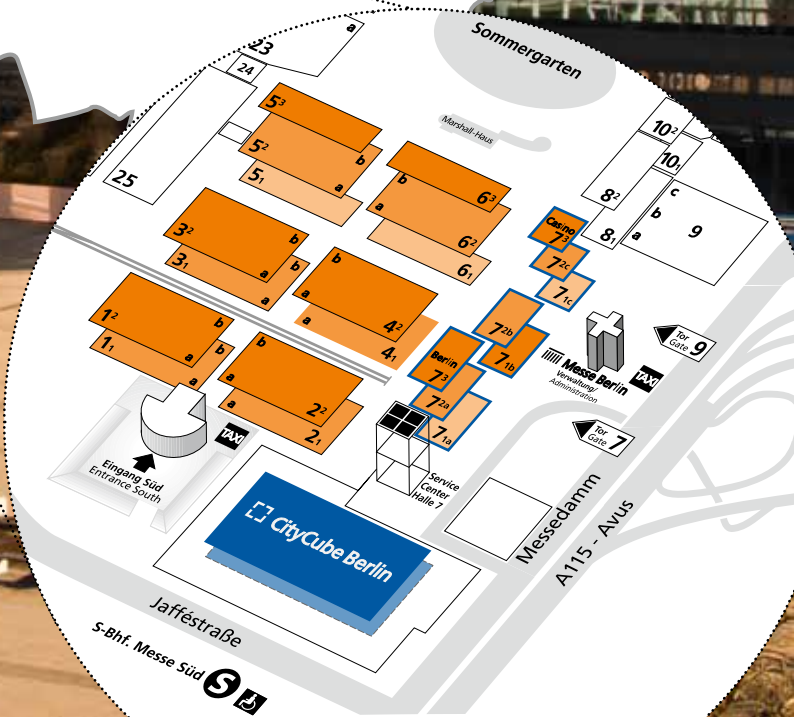 Sommergarten
23
a
24
25
Marshall-Haus
5³
5²
b
a
5₁
6³
b
a
6²
6₁
10²
10₁
8²
8₁
c
b
a
9
Casino
7³
7²c
7₁c
3²
b
a
3₁
b
a
b
a
4²
a
4₁
7²b
7₁b
Berlin
7³
7²a
7₁a
1²
b
a
1₁
b
a
b
a
2²
a
2₁
Messe Berlin
Verwaltung/
Administration
TAXI
Tor
Gate 9
Tor
Gate 7
TAXI
Eingang Süd
Entrance South
Service
Center
Halle 7
CityCube Berlin
Messedamm
A115 - Avus
Jafféstraße
S-Bhf. Messe Süd
S